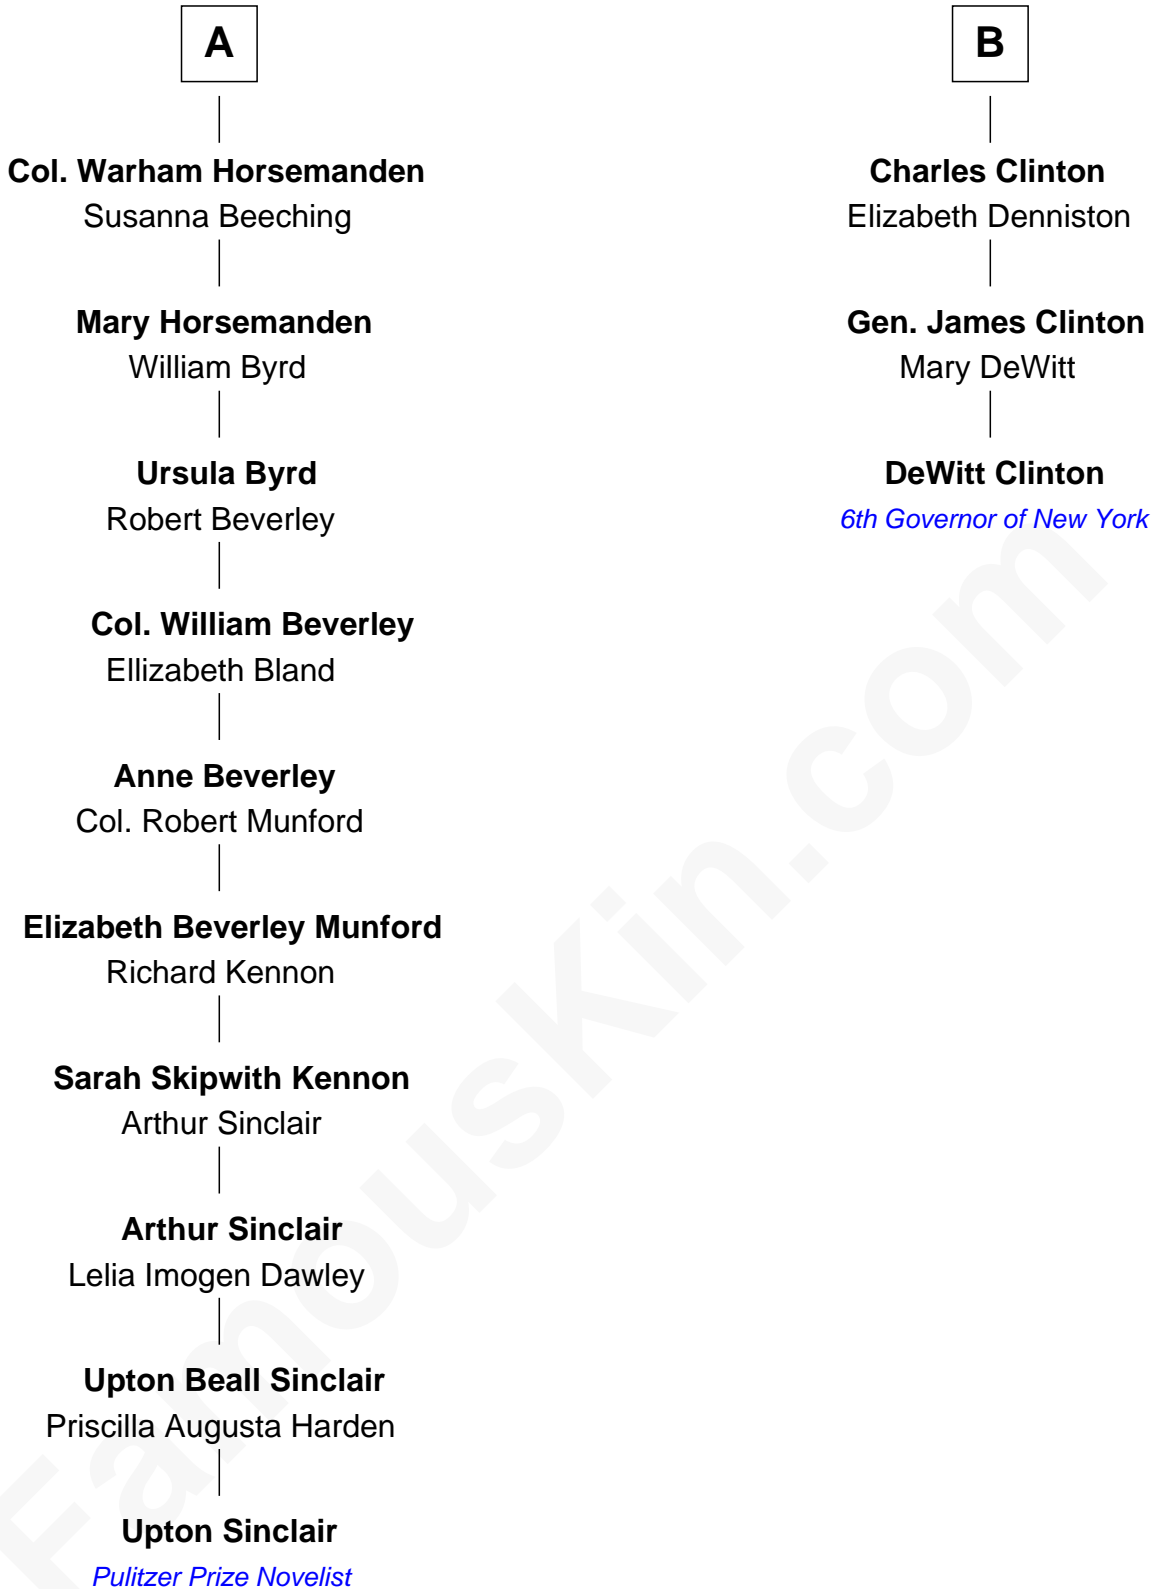 A
Col. Warham Horsemanden
Susanna Beeching
Mary Horsemanden
William Byrd
Ursula Byrd
Robert Beverley
Col. William Beverley
Ellizabeth Bland
Anne Beverley
Col. Robert Munford
Elizabeth Beverley Munford
Richard Kennon
Sarah Skipwith Kennon
Arthur Sinclair
Arthur Sinclair
Lelia Imogen Dawley
Upton Beall Sinclair
Priscilla Augusta Harden
Upton Sinclair
Pulitzer Prize Novelist
B
Charles Clinton
Elizabeth Denniston
Gen. James Clinton
Mary DeWitt
DeWitt Clinton
6th Governor of New York
FamousKin.com